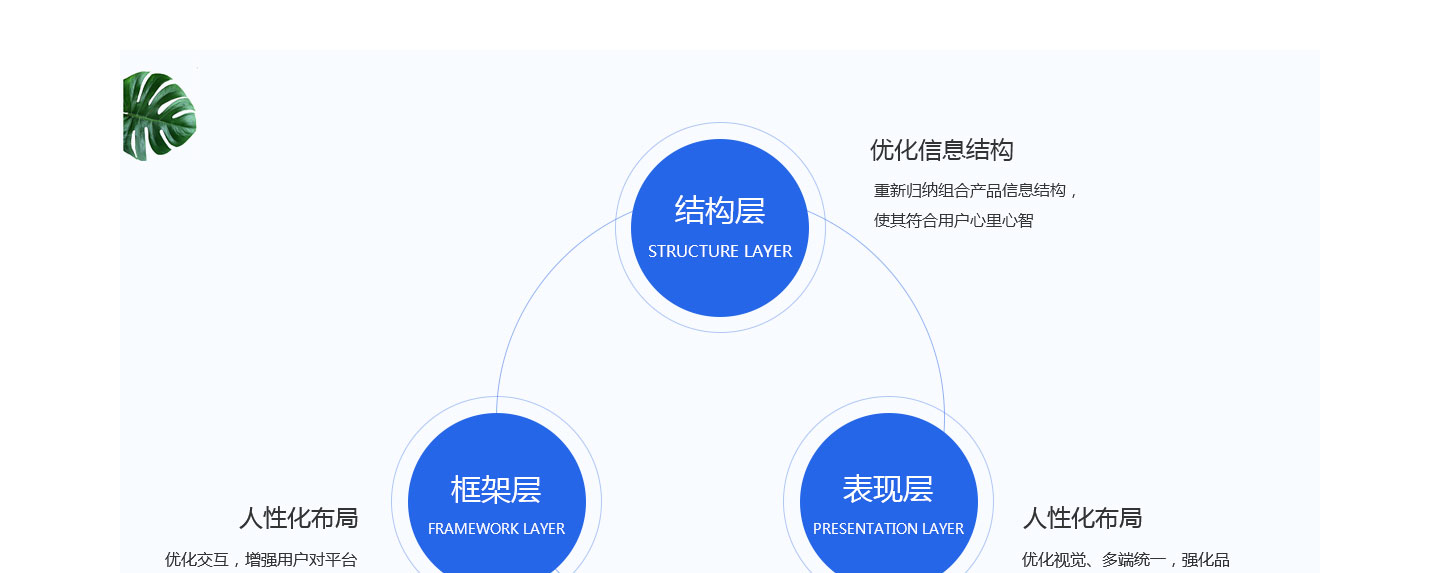 结构层
STRUCTURE LAYER
优化信息结构
重新归纳组合产品信息结构，
使其符合用户心里心智
框架层
FRAMEWORK LAYER
人性化布局
优化交互，增强用户对平台
表现层
PRESENTATION LAYER
人性化布局
优化视觉、多端统一，强化品